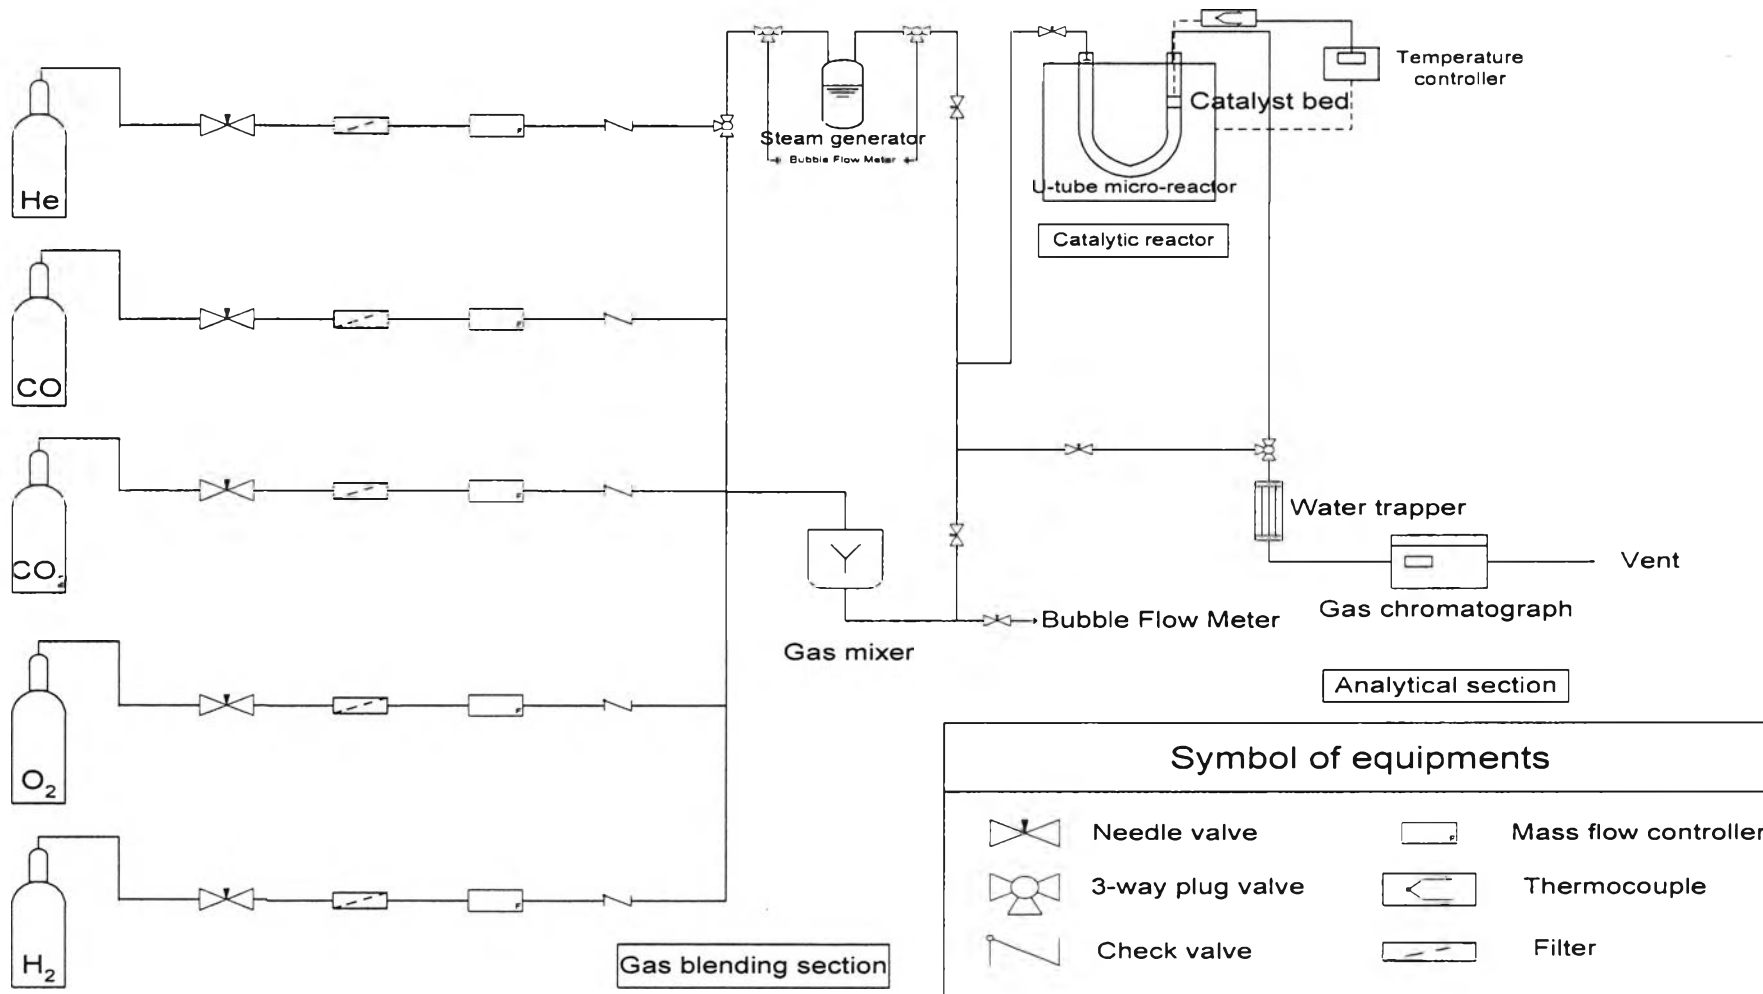 Temperature
controller
Catalyst bed
Steam generator
Bubble Flow Meter
He
U-tube micro-reactor
Catalytic reactor
CO
CO2
Water trapper
Vent
Gas chromatograph
Bubble Flow Meter
Gas mixer
Analytical section
O2
Symbol of equipments
Needle valve
Mass flow controller
3-way plug valve
Thermocouple
Check valve
Filter
H2
Gas blending section
F
F
F
F
F
F